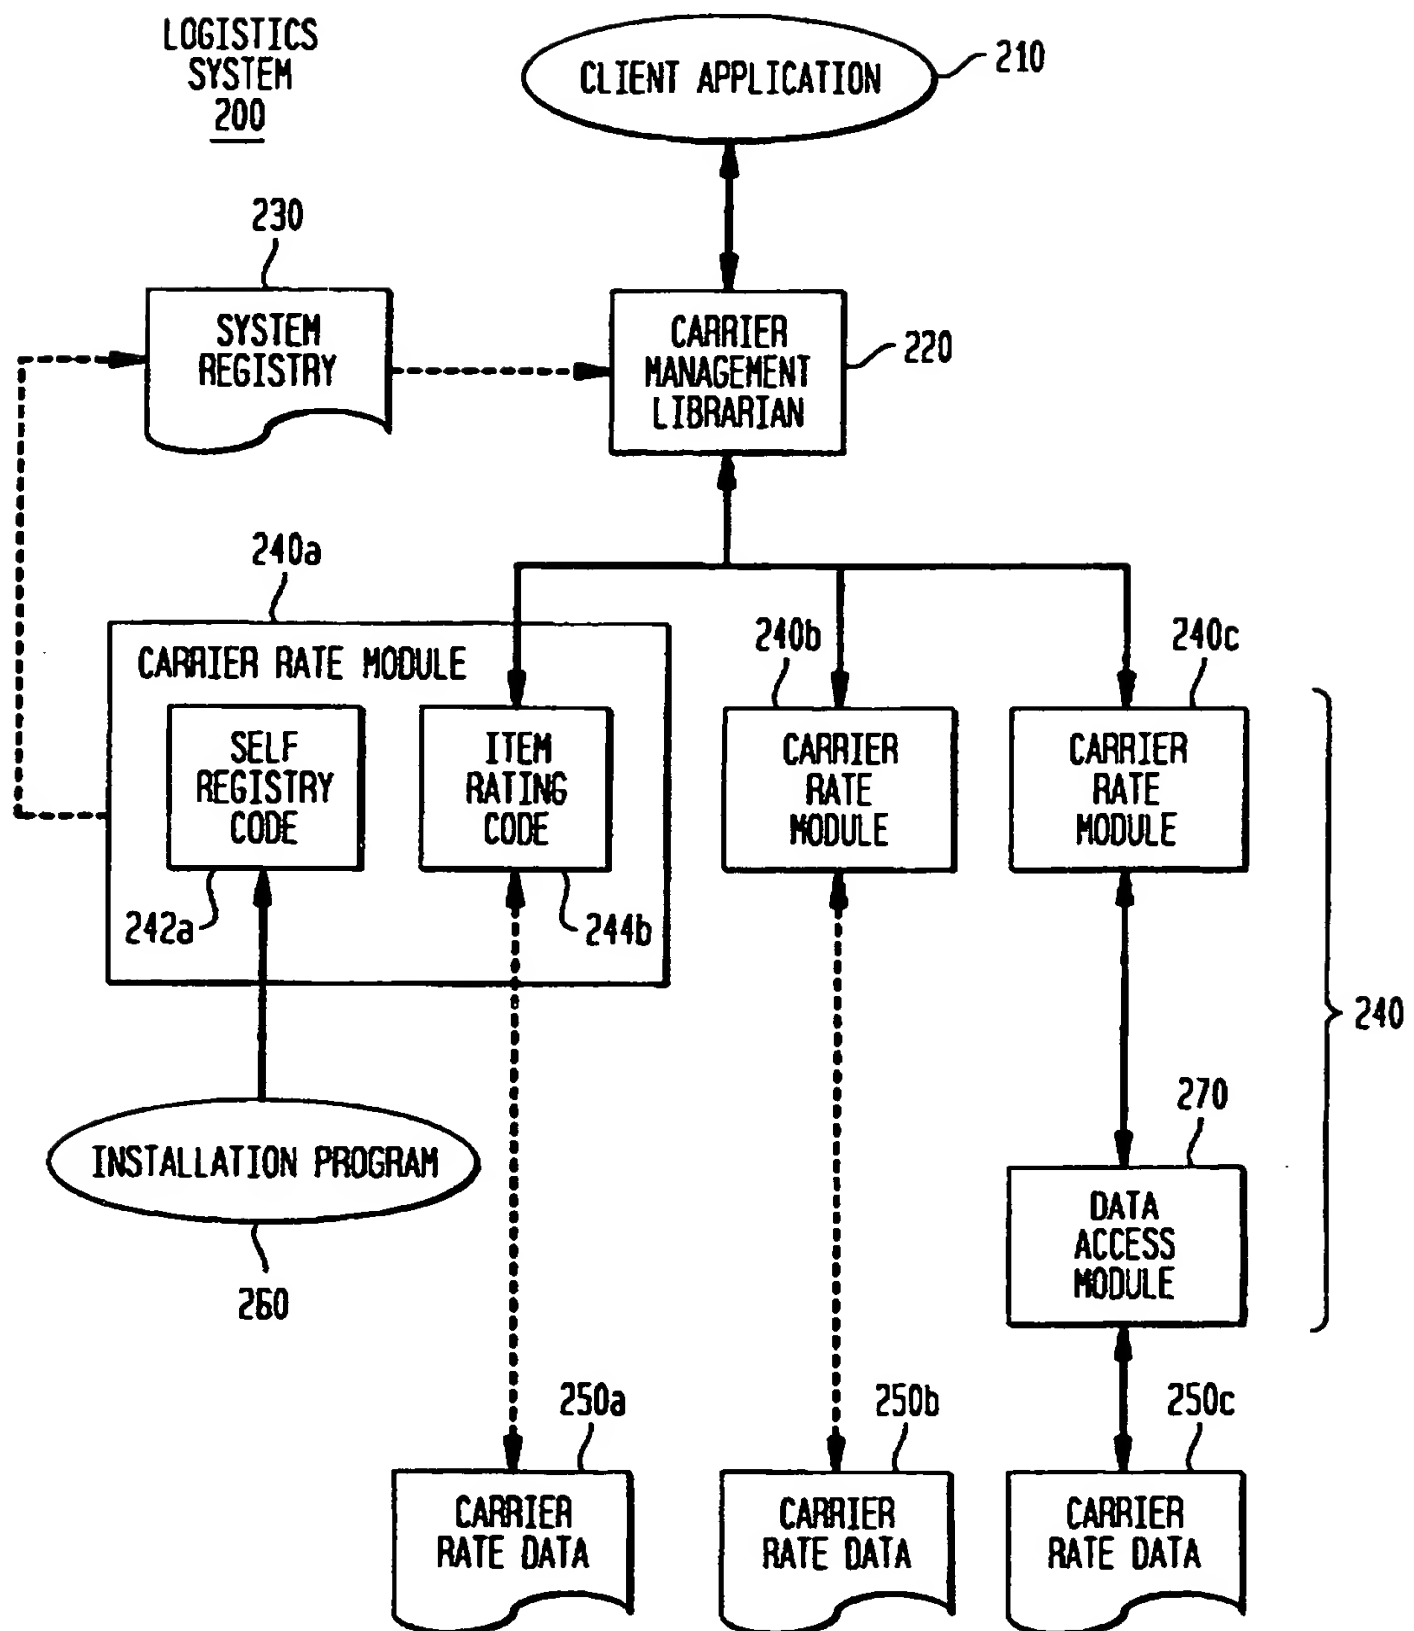 LOGISTICS
SYSTEM
200
CLIENT APPLICATION
210
230
SYSTEM
REGISTRY
CARRIER
MANAGEMENT
LIBRARIAN
220
240a
CARRIER RATE MODULE
SELF
REGISTRY
CODE
242a
ITEM
RATING
CODE
244b
240b
CARRIER
RATE
MODULE
240c
CARRIER
RATE
MODULE
240
INSTALLATION PROGRAM
260
270
DATA
ACCESS
MODULE
250a
CARRIER
RATE DATA
250b
CARRIER
RATE DATA
250c
CARRIER
RATE DATA